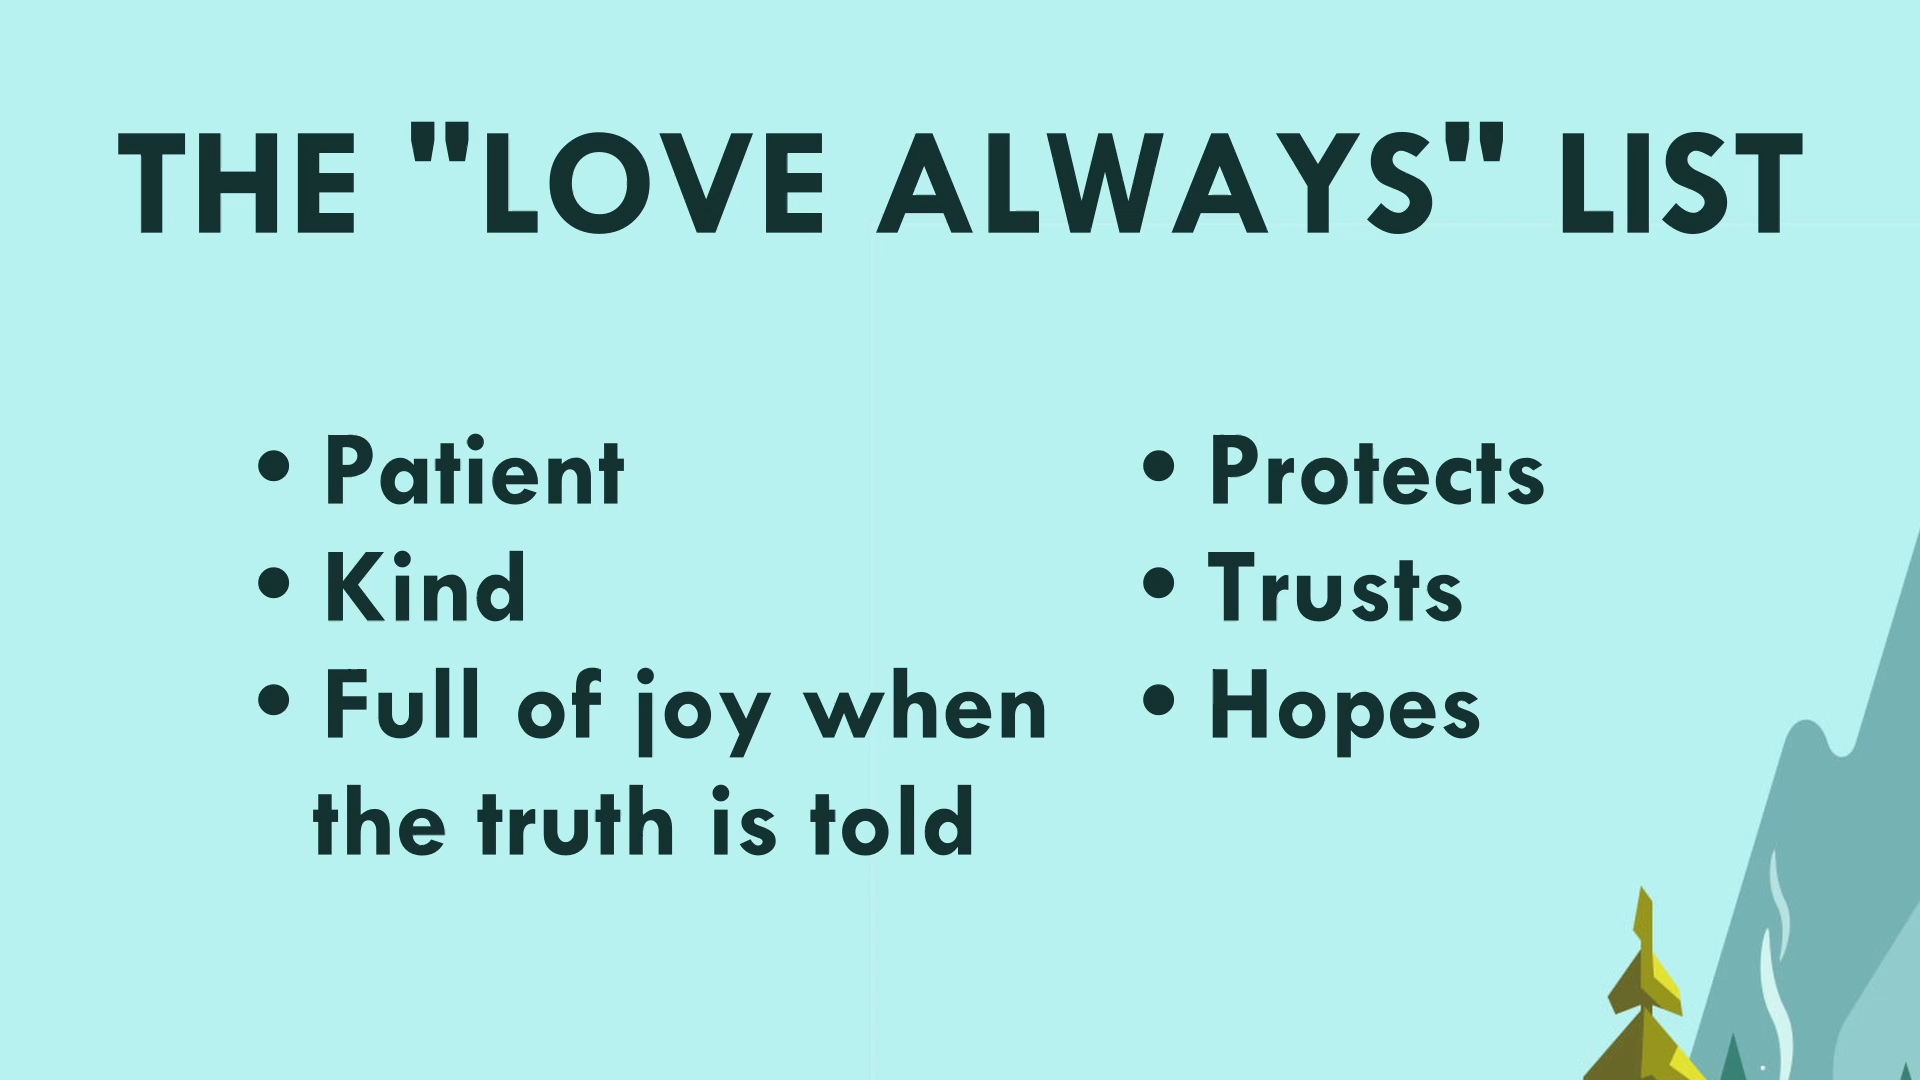 THE "LOVE ALWAYS" LIST
• Patient
• Kind
• Full of joy when
the truth is told
• Protects
• Trusts
• Hopes